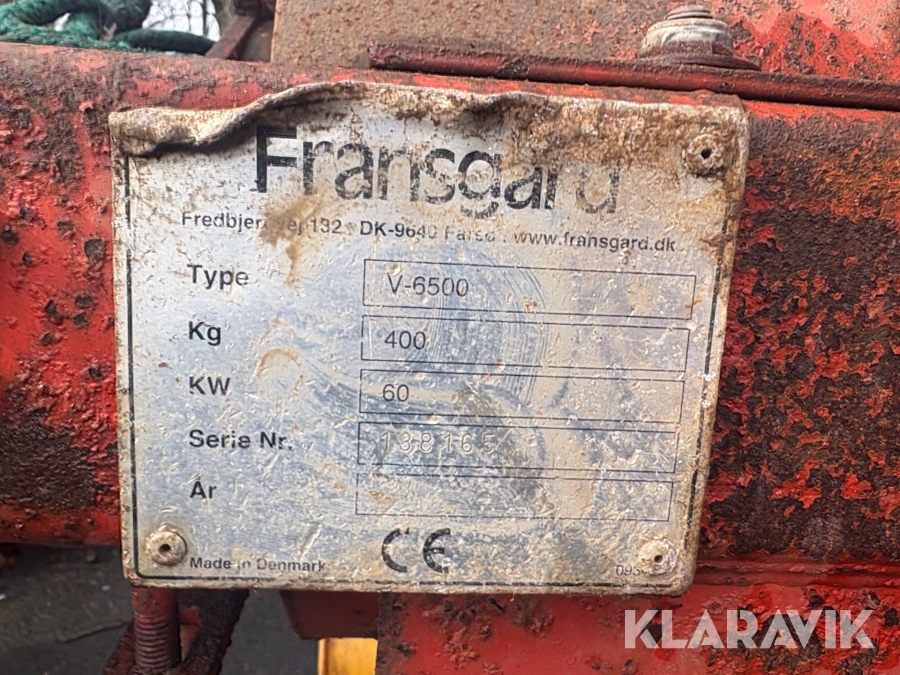 Fransgard
132 DK-9640 Farsø . www.fransgard.dk
Type V-6500
Kg 400
KW 60
Serie Nr. 138165
År
CE
Made in Denmark
KLARAVIK